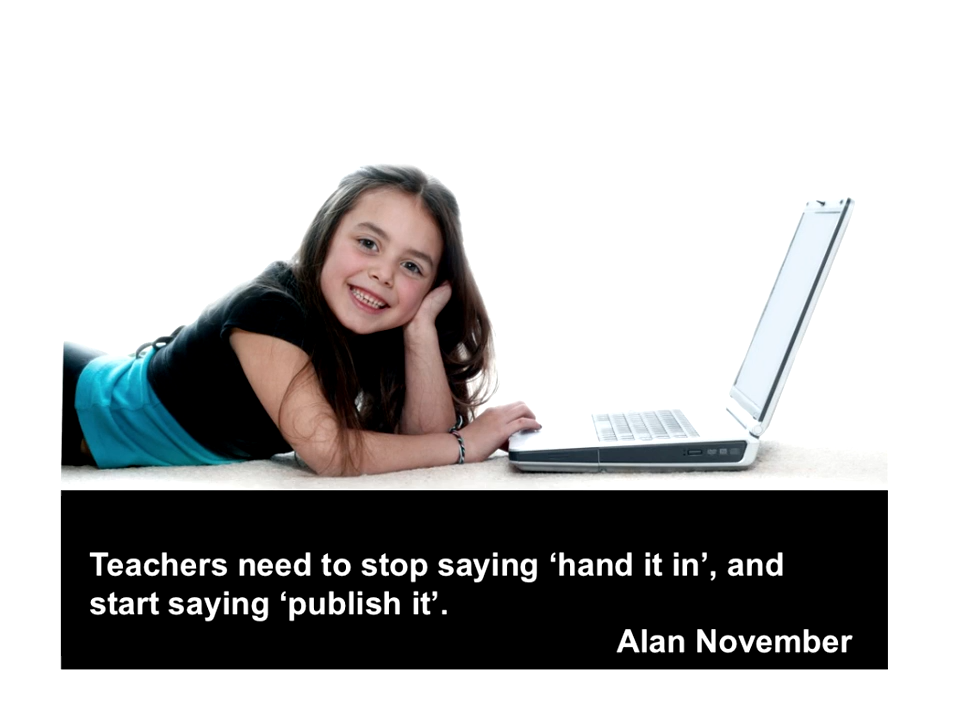 Teachers need to stop saying ‘hand it in’, and
start saying ‘publish it’.
Alan November